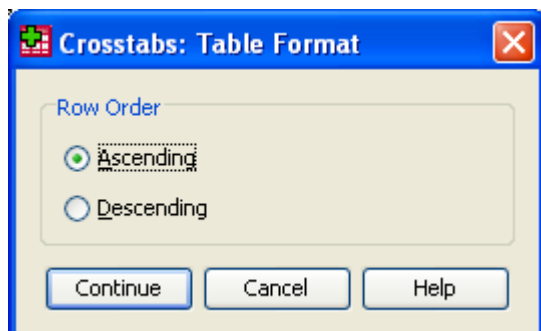 Crosstabs: Table Format
Row Order
Ascending
Descending
Continue Cancel Help